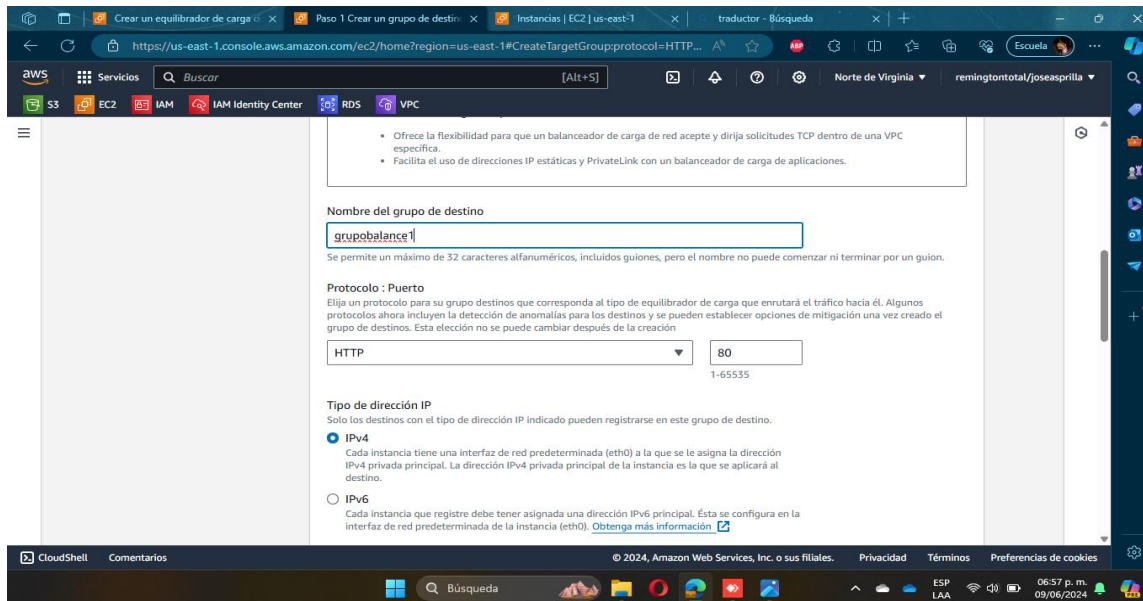 Crear un equilibrador de carga d
Paso 1 Crear un grupo de destin
Instancias | EC2 | us-east-1
traductor - Búsqueda
https://us-east-1.console.aws.amazon.com/ec2/home?region=us-east-1#CreateTargetGroup:protocol=HTTP...
ABP
Escuela
aws
Servicios
Buscar
[Alt+S]
Norte de Virginia
remingtontotal/joseasprilla
S3
EC2
IAM
IAM Identity Center
RDS
VPC
Ofrece la flexibilidad para que un balanceador de carga de red acepte y dirija solicitudes TCP dentro de una VPC
específica.
Facilita el uso de direcciones IP estáticas y PrivateLink con un balanceador de carga de aplicaciones.
Nombre del grupo de destino
grupobalance1
Se permite un máximo de 32 caracteres alfanuméricos, incluidos guiones, pero el nombre no puede comenzar ni terminar por un guion.
Protocolo : Puerto
Elija un protocolo para su grupo destinos que corresponda al tipo de equilibrador de carga que enrutará el tráfico hacia él. Algunos
protocolos ahora incluyen la detección de anomalías para los destinos y se pueden establecer opciones de mitigación una vez creado el
grupo de destinos. Esta elección no se puede cambiar después de la creación
HTTP
80
1-65535
Tipo de dirección IP
Solo los destinos con el tipo de dirección IP indicado pueden registrarse en este grupo de destino.
IPv4
Cada instancia tiene una interfaz de red predeterminada (eth0) a la que se le asigna la dirección
IPv4 privada principal. La dirección IPv4 privada principal de la instancia es la que se aplicará al
destino.
IPv6
Cada instancia que registre debe tener asignada una dirección IPv6 principal. Ésta se configura en la
interfaz de red predeterminada de la instancia (eth0). Obtenga más información
CloudShell
Comentarios
© 2024, Amazon Web Services, Inc. o sus filiales.
Privacidad
Términos
Preferencias de cookies
Búsqueda
ESP
LAA
06:57 p. m.
09/06/2024